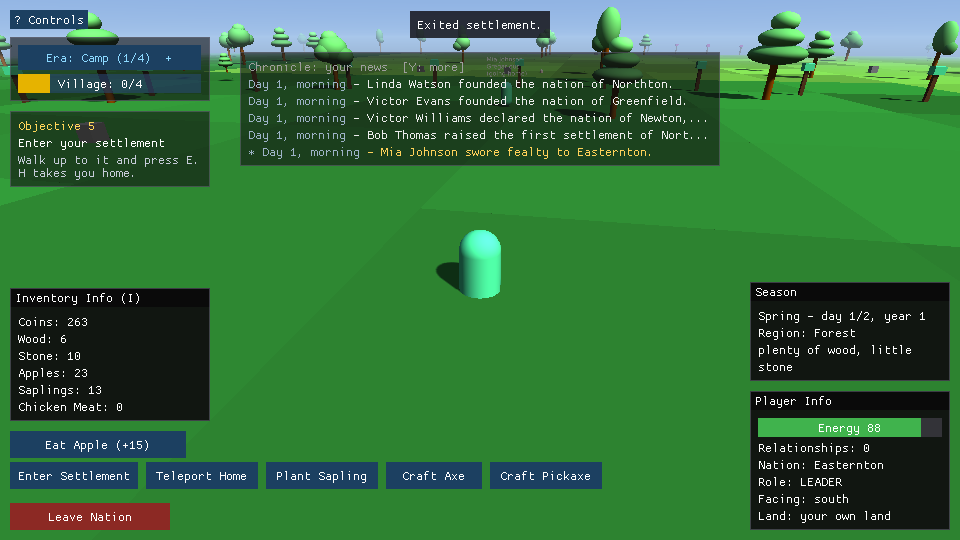 ? Controls
Exited settlement.
Era: Camp (1/4) +
Village: 0/4
Chronicle: your news [Y: more]
Day 1, morning – Linda Watson founded the nation of Northton.
Day 1, morning – Victor Evans founded the nation of Greenfield.
Day 1, morning – Victor Williams declared the nation of Newton,...
Day 1, morning – Bob Thomas raised the first settlement of Nort...
* Day 1, morning – Mia Johnson swore fealty to Easternton.
Objective 5
Enter your settlement
Walk up to it and press E.
H takes you home.
Inventory Info (I)
Coins: 263
Wood: 6
Stone: 10
Apples: 23
Saplings: 13
Chicken Meat: 0
Eat Apple (+15)
Enter Settlement
Teleport Home
Plant Sapling
Craft Axe
Craft Pickaxe
Leave Nation
Season
Spring – day 1/2, year 1
Region: Forest
plenty of wood, little
stone
Player Info
Energy 88
Relationships: 0
Nation: Easternton
Role: LEADER
Facing: south
Land: your own land